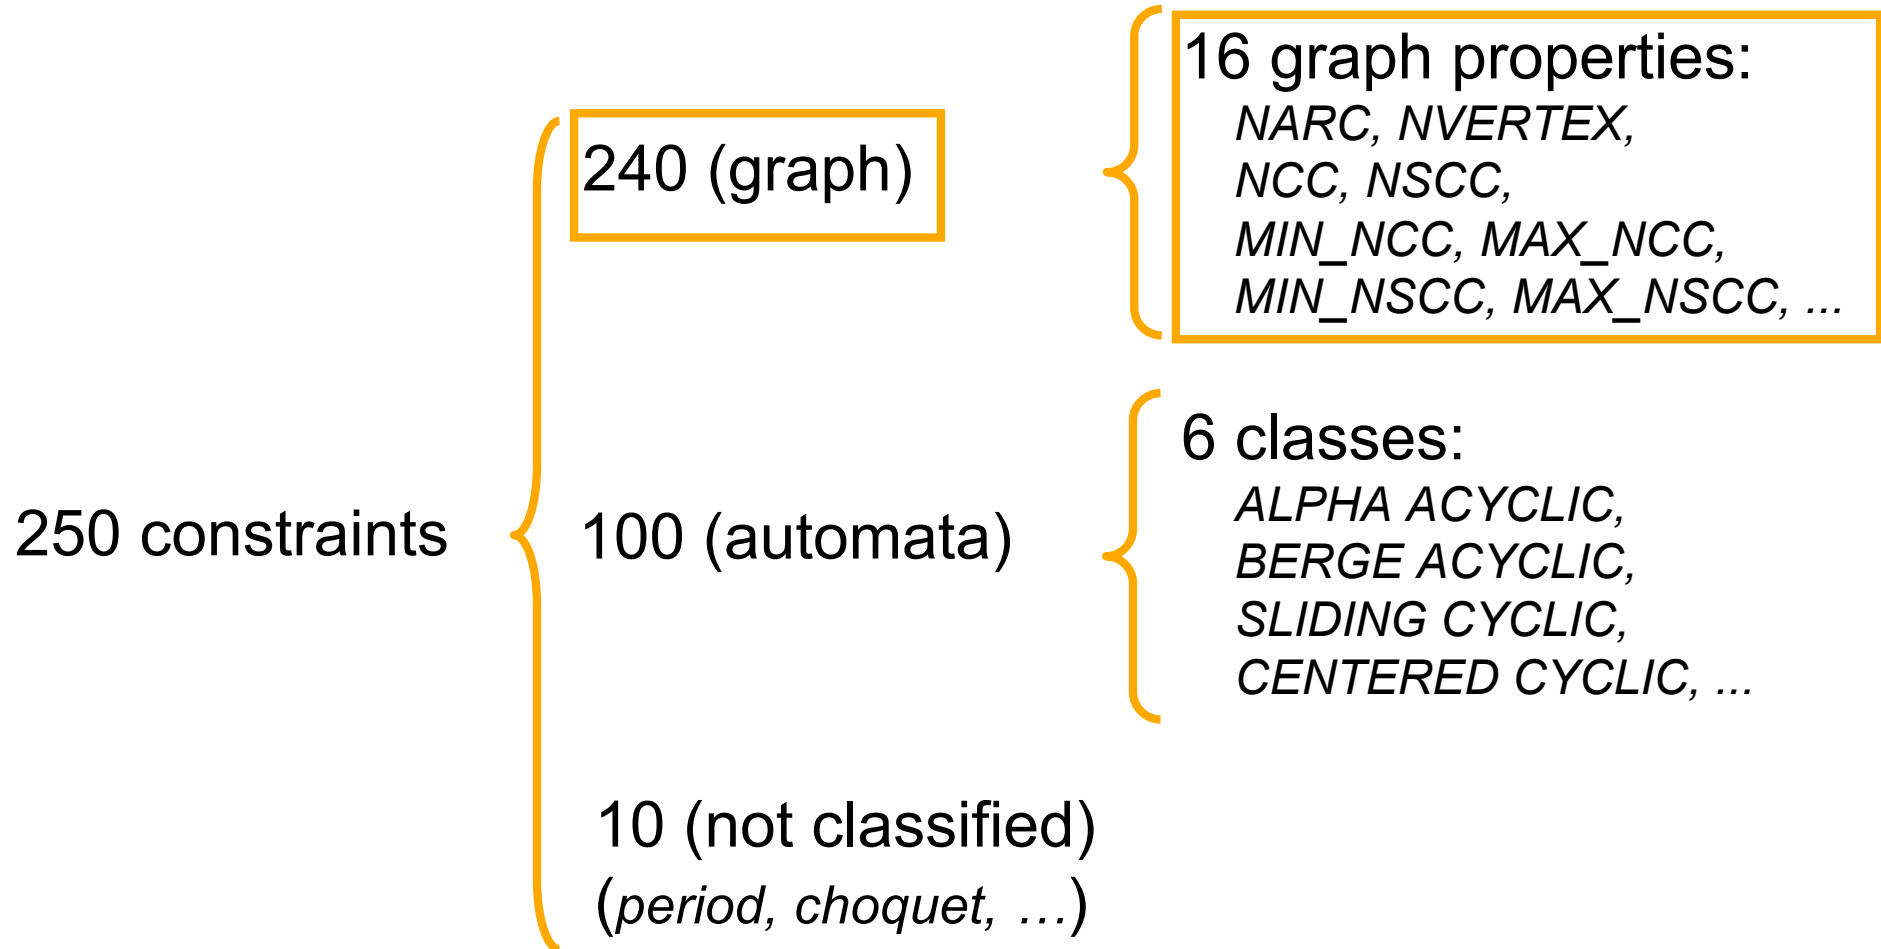 250 constraints
240 (graph)
16 graph properties:
NARC, NVERTEX,
NCC, NSCC,
MIN_NCC, MAX_NCC,
MIN_NSCC, MAX_NSCC, ...
100 (automata)
6 classes:
ALPHA ACYCLIC,
BERGE ACYCLIC,
SLIDING CYCLIC,
CENTERED CYCLIC, ...
10 (not classified)
(period, choquet, …)